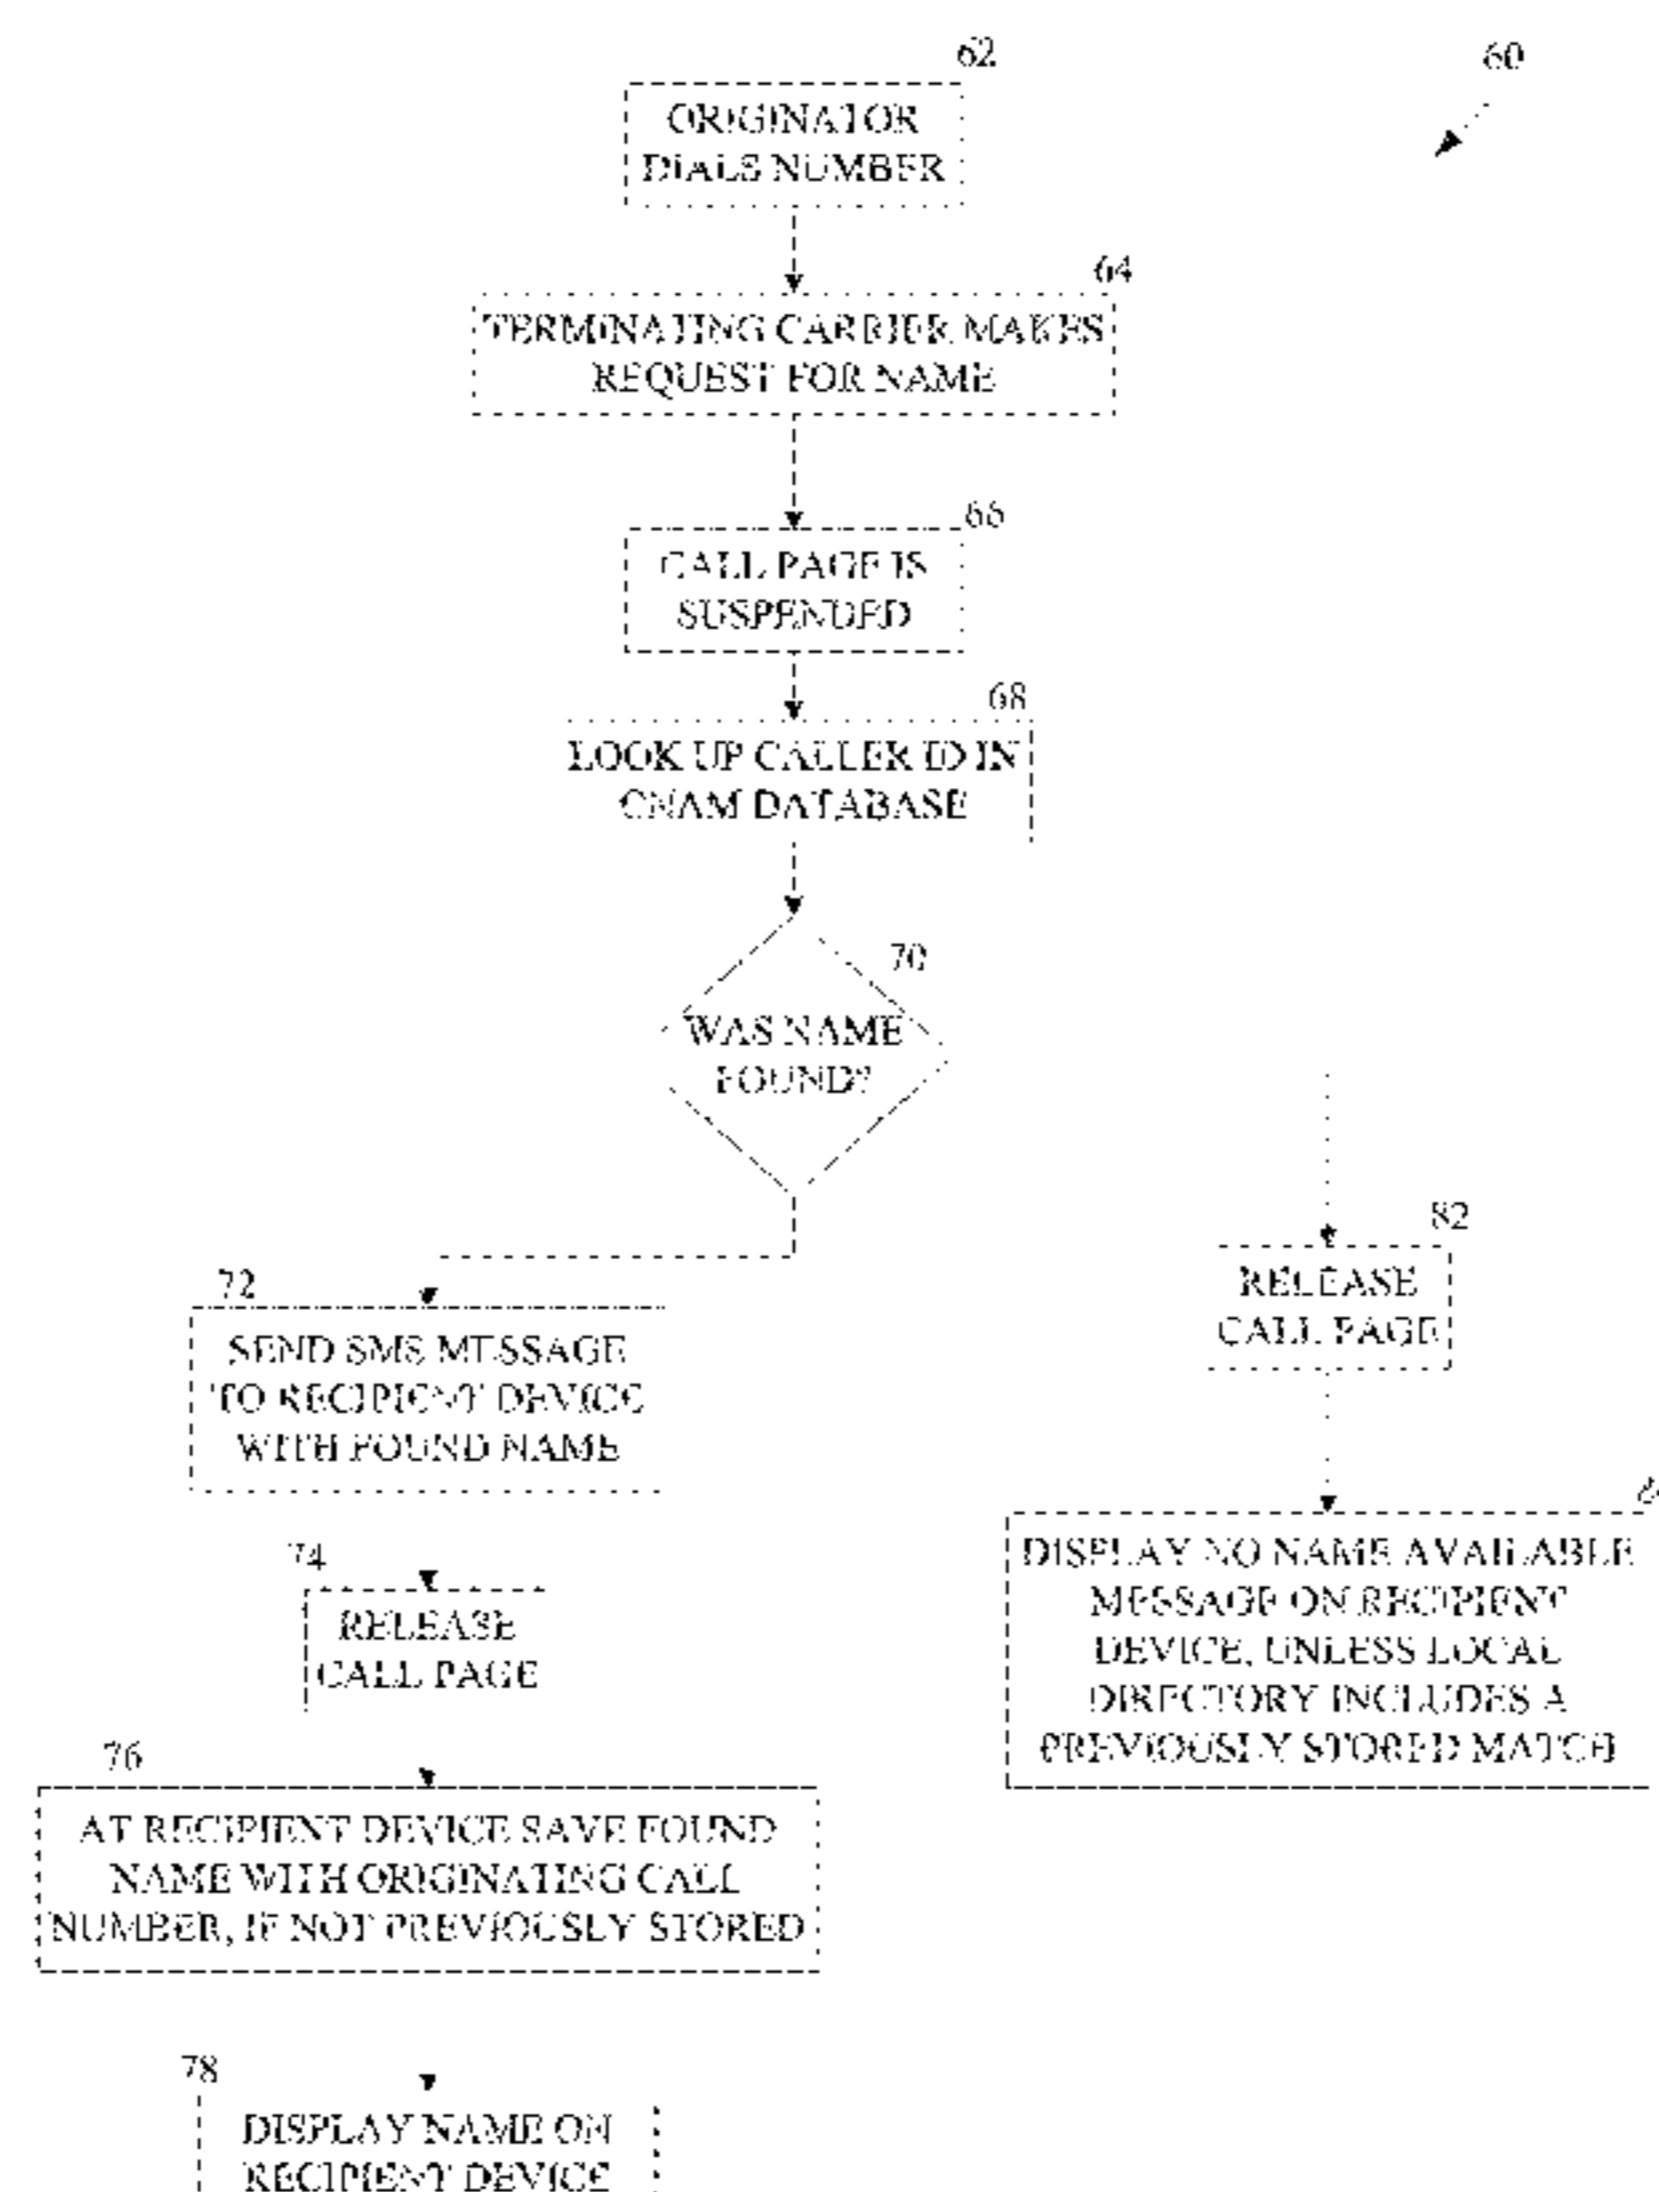 62
60
ORIGINATOR
DIALS NUMBER
64
TERMINATING CARRIER MAKES
REQUEST FOR NAME
66
CALL PAGE IS
SUSPENDED
68
LOOK UP CALLER ID IN
CNAM DATABASE
70
WAS NAME
FOUND?
72
SEND SMS MESSAGE
TO RECIPIENT DEVICE
WITH FOUND NAME
74
RELEASE
CALL PAGE
76
AT RECIPIENT DEVICE SAVE FOUND
NAME WITH ORIGINATING CALL
NUMBER, IF NOT PREVIOUSLY STORED
78
DISPLAY NAME ON
RECIPIENT DEVICE
82
RELEASE
CALL PAGE
DISPLAY NO NAME AVAILABLE
MESSAGE ON RECIPIENT
DEVICE, UNLESS LOCAL
DIRECTORY INCLUDES A
PREVIOUSLY STORED MATCH